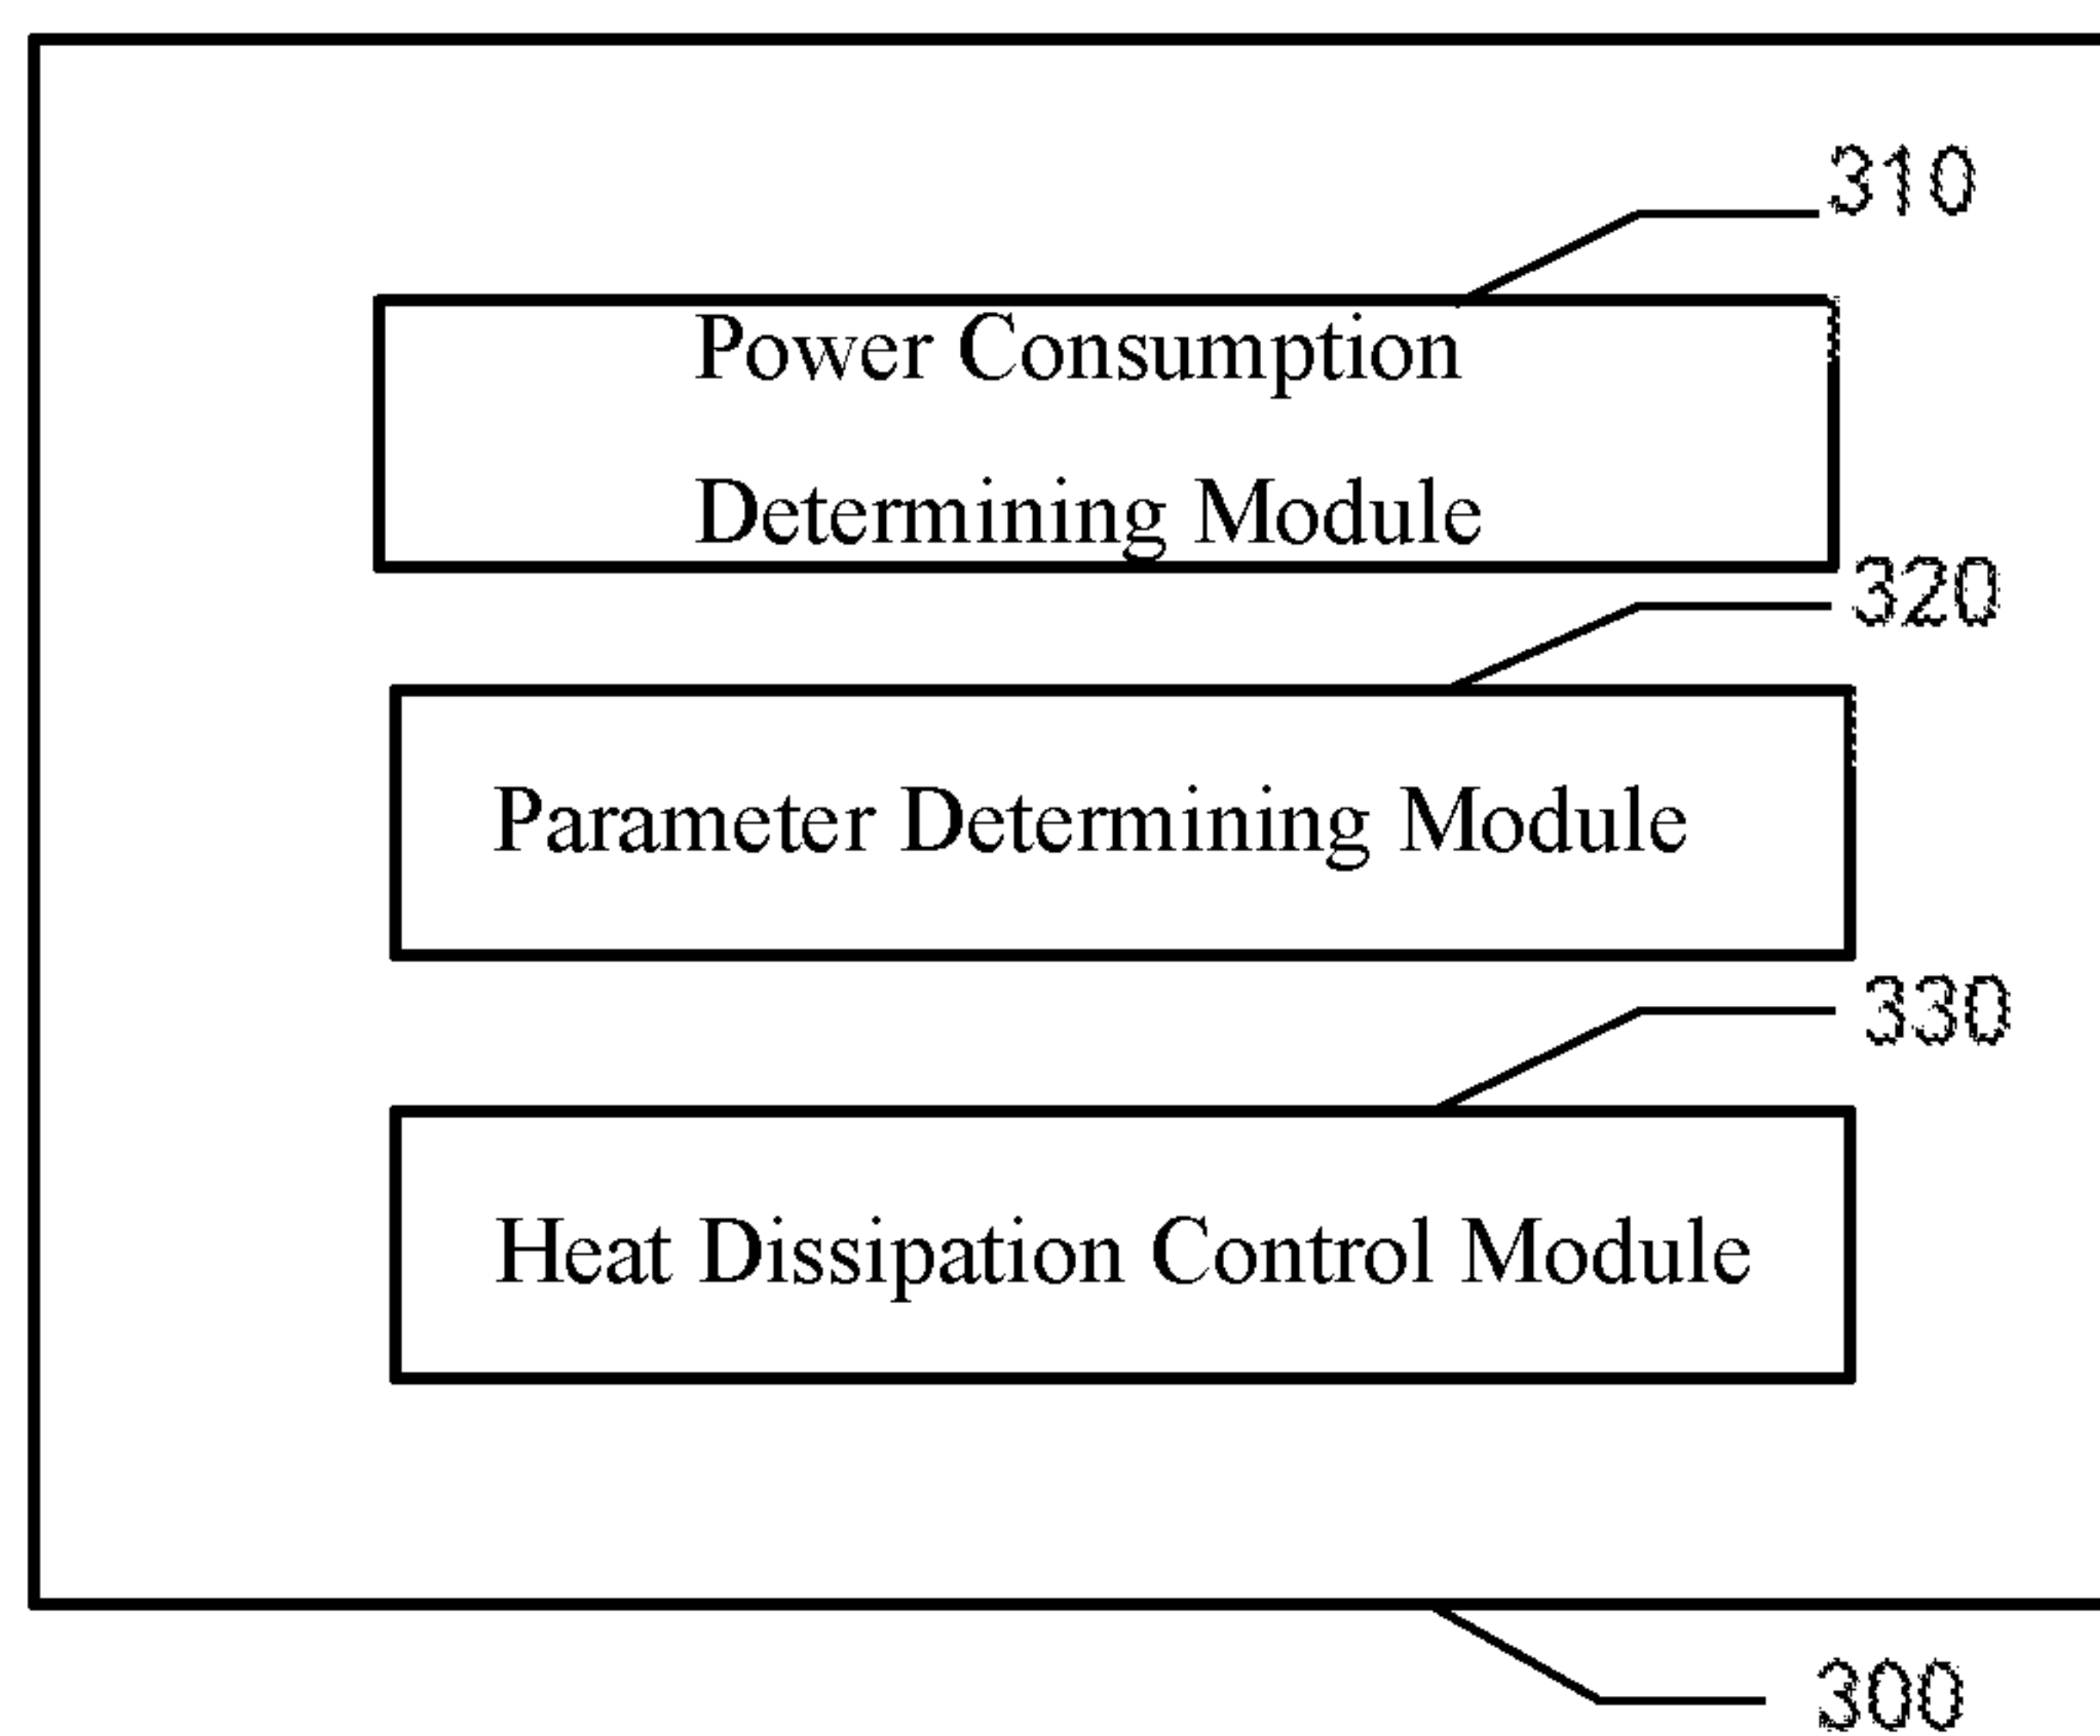 310
Power Consumption
Determining Module
320
Parameter Determining Module
330
Heat Dissipation Control Module
300